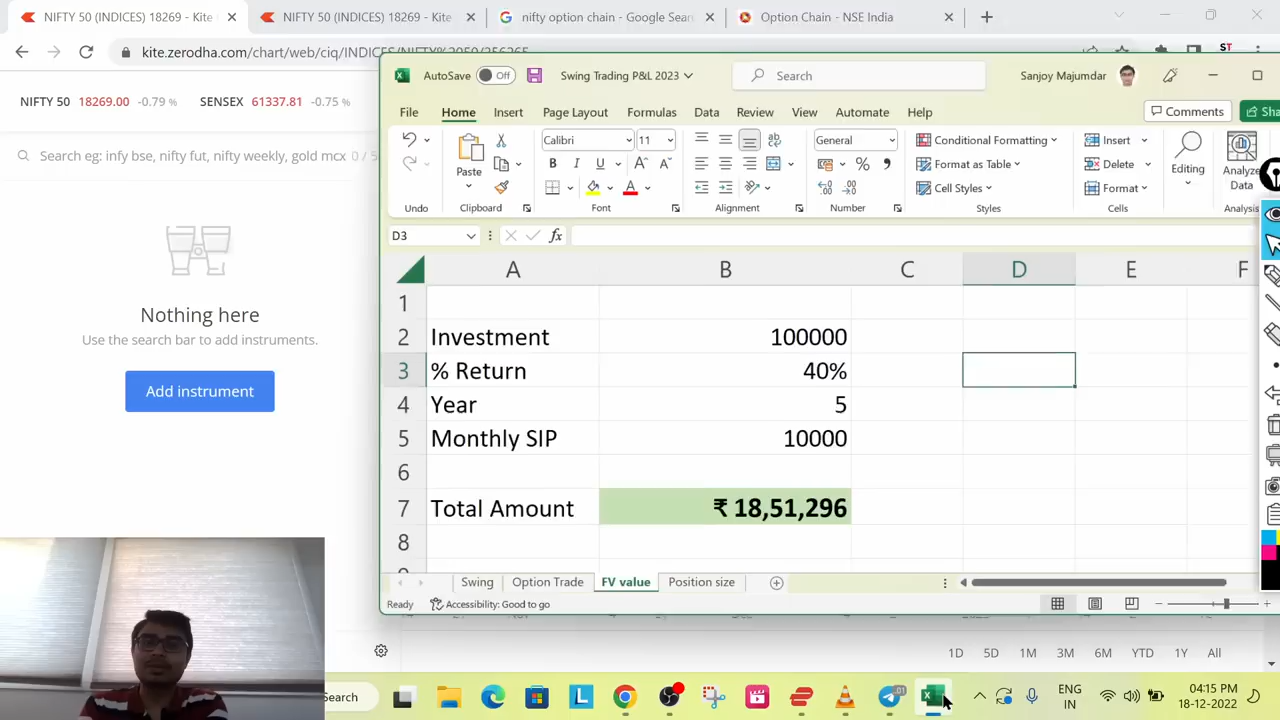 NIFTY 50 (INDICES) 18269 - Kite
NIFTY 50 (INDICES) 18269 - Kite
nifty option chain - Google Sear
Option Chain - NSE India
kite.zerodha.com/chart/web/ciq/INDICES/NIFTY%2050/256265
NIFTY 50 18269.00 -0.79 % SENSEX 61337.81 -0.75 %
Search eg: infy bse, nifty fut, nifty weekly, gold mcx 0 / 5
Nothing here
Use the search bar to add instruments.
Add instrument
AutoSave Off Swing Trading P&L 2023 Search Sanjoy Majumdar
File Home Insert Page Layout Formulas Data Review View Automate Help Comments Sha
Paste
Calibri 11
B I U A A
A
General
% 9
Conditional Formatting
Format as Table
Cell Styles
Insert
Delete
Format
Editing
Analyze
Data
Undo Clipboard Font Alignment Number Styles Cells Analysis
D3 fx
A B C D E F
1
2 Investment 100000
3 % Return 40%
4 Year 5
5 Monthly SIP 10000
6
7 Total Amount ₹ 18,51,296
8
Swing Option Trade FV value Position size
Ready Accessibility: Good to go
1D 5D 1M 3M 6M YTD 1Y All
Search
ENG
IN
04:15 PM
18-12-2022